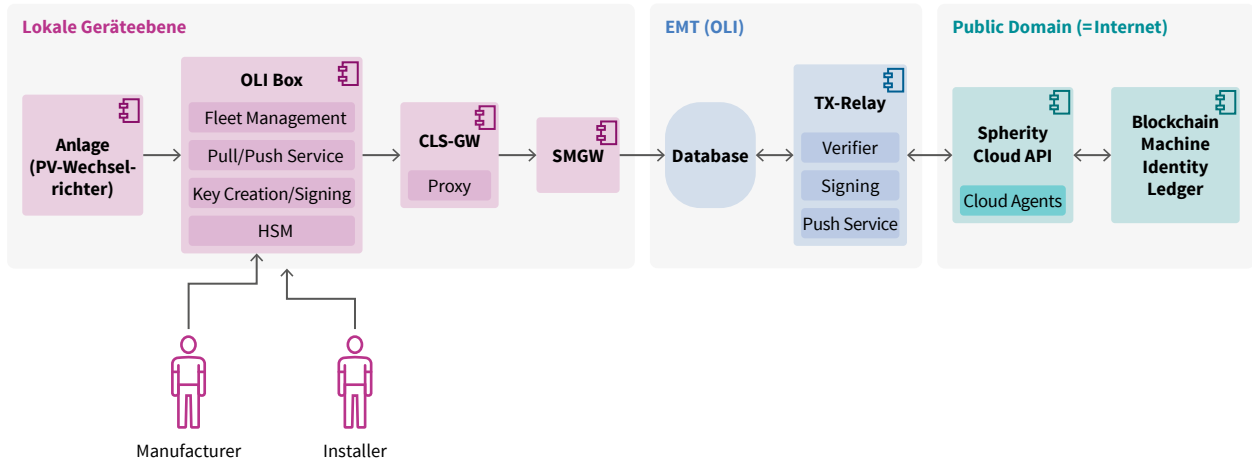 Lokale Geräteebene
Anlage
(PV-Wechsel-
richter)
OLI Box
Fleet Management
Pull/Push Service
Key Creation/Signing
HSM
CLS-GW
Proxy
SMGW
Manufacturer
Installer
EMT (OLI)
Database
TX-Relay
Verifier
Signing
Push Service
Public Domain (=Internet)
Spherity
Cloud API
Cloud Agents
Blockchain
Machine
Identity
Ledger